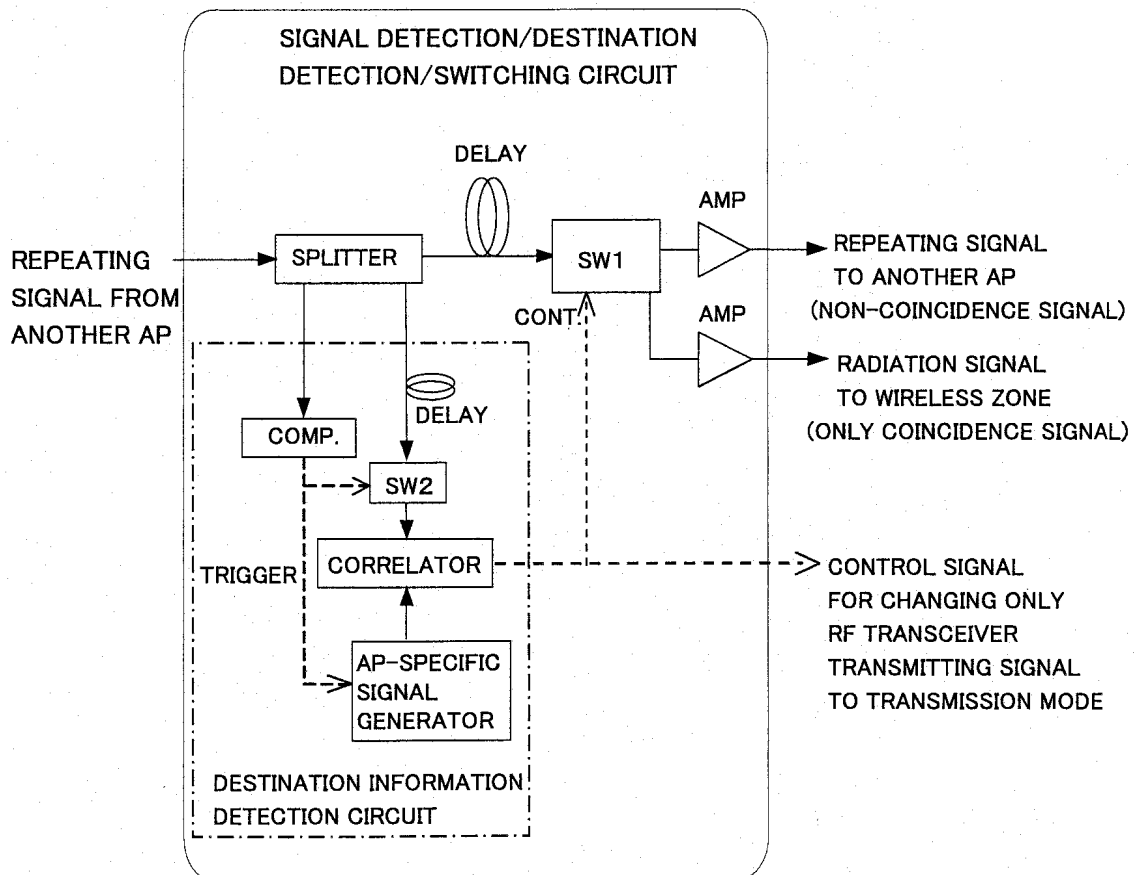 SIGNAL DETECTION/DESTINATION
DETECTION/SWITCHING CIRCUIT
DELAY
AMP
REPEATING
SIGNAL FROM
ANOTHER AP
SPLITTER
SW1
REPEATING SIGNAL
TO ANOTHER AP
(NON-COINCIDENCE SIGNAL)
CONT.
AMP
RADIATION SIGNAL
TO WIRELESS ZONE
(ONLY COINCIDENCE SIGNAL)
DELAY
COMP.
SW2
CORRELATOR
TRIGGER
CONTROL SIGNAL
FOR CHANGING ONLY
RF TRANSCEIVER
TRANSMITTING SIGNAL
TO TRANSMISSION MODE
AP-SPECIFIC
SIGNAL
GENERATOR
DESTINATION INFORMATION
DETECTION CIRCUIT